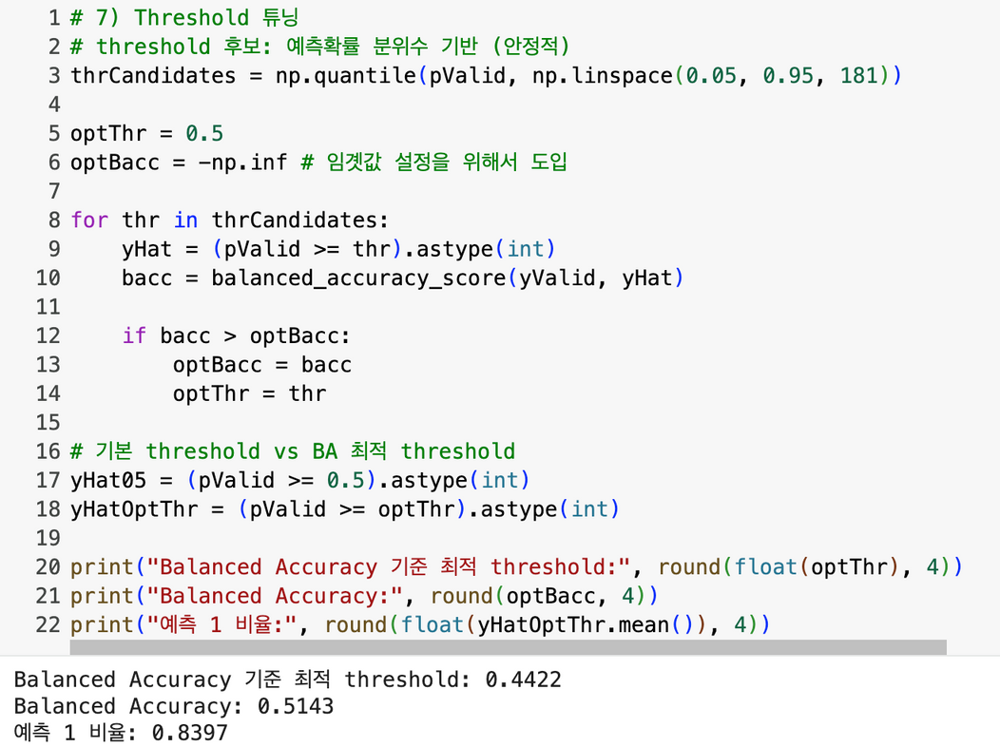 1 # 7) Threshold 튜닝
2 # threshold 후보: 예측확률 분위수 기반 (안정적)
3 thrCandidates = np.quantile(pValid, np.linspace(0.05, 0.95, 181))
4
5 optThr = 0.5
6 optBacc = -np.inf # 임곗값 설정을 위해서 도입
7
8 for thr in thrCandidates:
9     yHat = (pValid >= thr).astype(int)
10     bacc = balanced_accuracy_score(yValid, yHat)
11
12     if bacc > optBacc:
13         optBacc = bacc
14         optThr = thr
15
16 # 기본 threshold vs BA 최적 threshold
17 yHat05 = (pValid >= 0.5).astype(int)
18 yHatOptThr = (pValid >= optThr).astype(int)
19
20 print("Balanced Accuracy 기준 최적 threshold:", round(float(optThr), 4))
21 print("Balanced Accuracy:", round(optBacc, 4))
22 print("예측 1 비율:", round(float(yHatOptThr.mean()), 4))
Balanced Accuracy 기준 최적 threshold: 0.4422
Balanced Accuracy: 0.5143
예측 1 비율: 0.8397